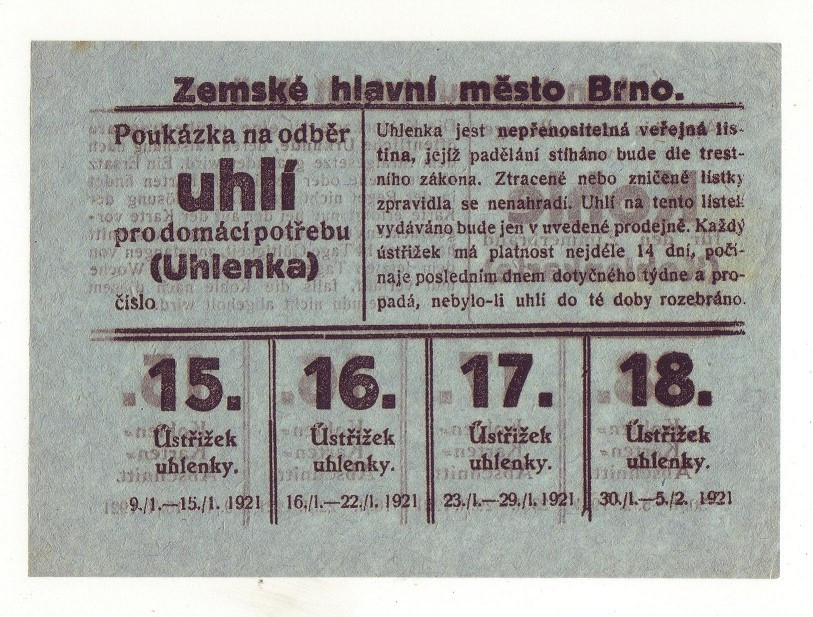 Zemské hlavní město Brno.
Poukázka na odběr
uhlí
pro domácí potřebu
(Uhlenka)
číslo
Uhlenka jest nepřenositelná veřejná lis-
tina, jejíž padělání stíháno bude dle trest-
ního zákona. Ztracené nebo zničené lístky
zpravidla se nenahradí. Uhlí na tento lístek
vydáváno bude jen v uvedené prodejně. Každý
ústřižek má platnost nejdéle 14 dní, počí-
naje posledním dnem dotyčného týdne a pro-
padá, nebylo-li uhlí do té doby rozebráno.
15.
Ústřižek
uhlenky.
9./1.—15./1. 1921
16.
Ústřižek
uhlenky.
16./1.—22./1. 1921
17.
Ústřižek
uhlenky.
23./1.—29./1. 1921
18.
Ústřižek
uhlenky.
30./1.—5./2. 1921